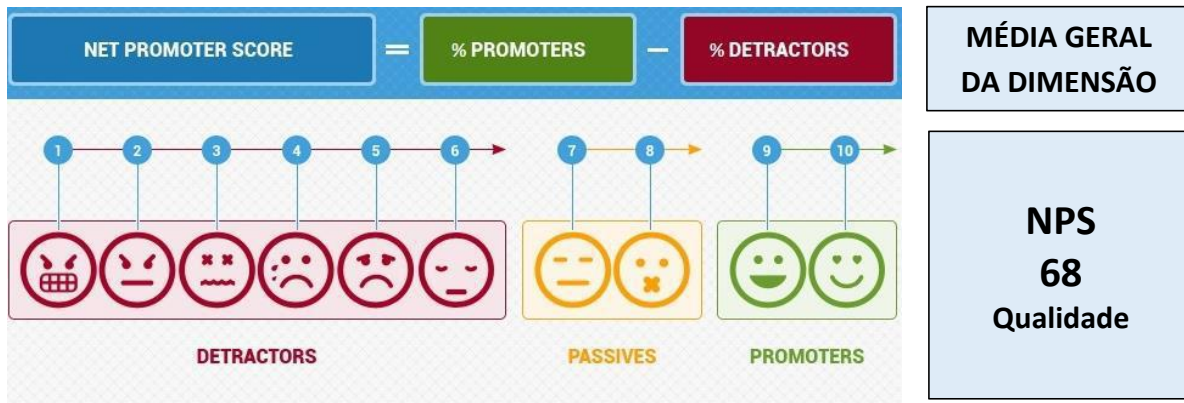 NET PROMOTER SCORE = % PROMOTERS − % DETRACTORS
1 2 3 4 5 6 7 8 9 10
DETRACTORS PASSIVES PROMOTERS
MÉDIA GERAL
DA DIMENSÃO
NPS
68
Qualidade